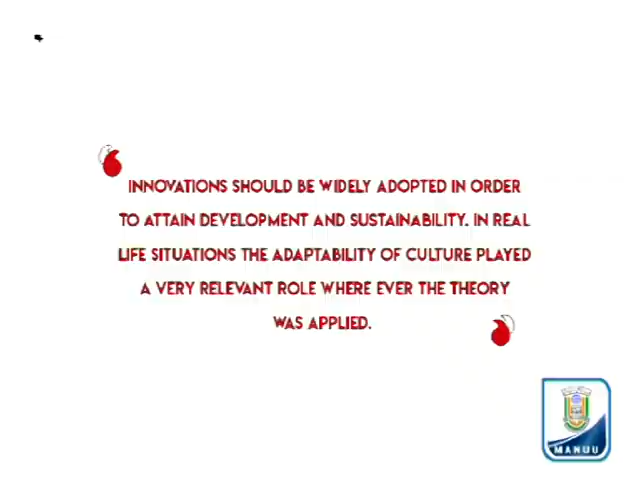 INNOVATIONS SHOULD BE WIDELY ADOPTED IN ORDER
TO ATTAIN DEVELOPMENT AND SUSTAINABILITY. IN REAL
LIFE SITUATIONS THE ADAPTABILITY OF CULTURE PLAYED
A VERY RELEVANT ROLE WHERE EVER THE THEORY
WAS APPLIED.
MANUU